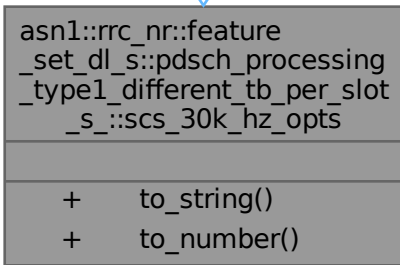 asn1::rrc_nr::feature
_set_dl_s::pdsch_processing
_type1_different_tb_per_slot
_s_::scs_30k_hz_opts
+ to_string()
+ to_number()